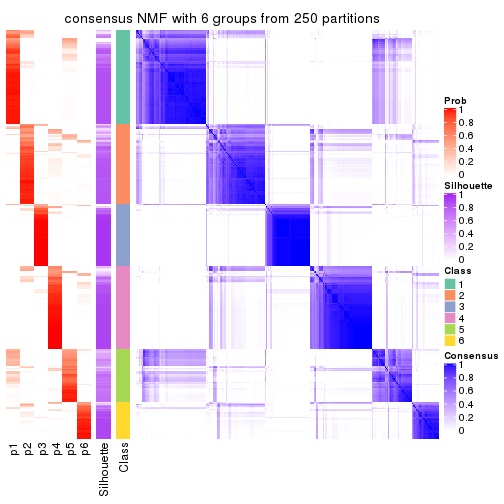 consensus NMF with 6 groups from 250 partitions
Prob
1
0.8
0.6
0.4
0.2
0
Silhouette
1
0.8
0.6
0.4
0.2
0
Class
1
2
3
4
5
6
Consensus
1
0.8
0.6
0.4
0.2
0
p1
p2
p3
p4
p5
p6
Silhouette
Class